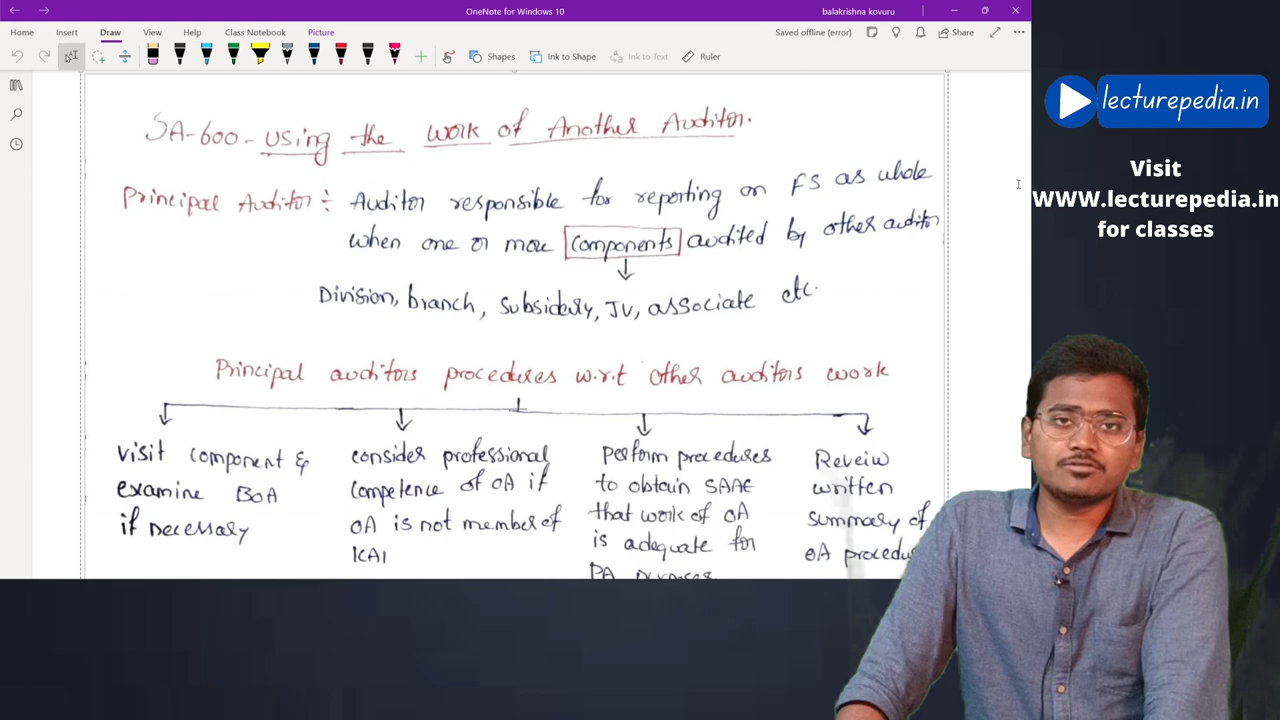 OneNote for Windows 10
balakrishna kovuru
Home Insert Draw View Help Class Notebook Picture
Saved offline (error)
Share
Shapes
Ink to Shape
Ink to Text
Ruler
SA-600 - Using the work of Another Auditor.
Principal Auditor : Auditor responsible for reporting on FS as whole
when one or more components audited by other auditor
Division, branch, subsidery, JV, associate etc.
Principal auditors procedures w.r.t other auditors work
visit component &
examine BOA
if necessary
consider professional
competence of OA if
OA is not member of
ICAI
perform procedures
to obtain SAAE
that work of OA
is adequate for
PA purposes
Reveiw
written
summary of
OA procedu
lecturepedia.in
Visit
WWW.lecturepedia.in
for classes